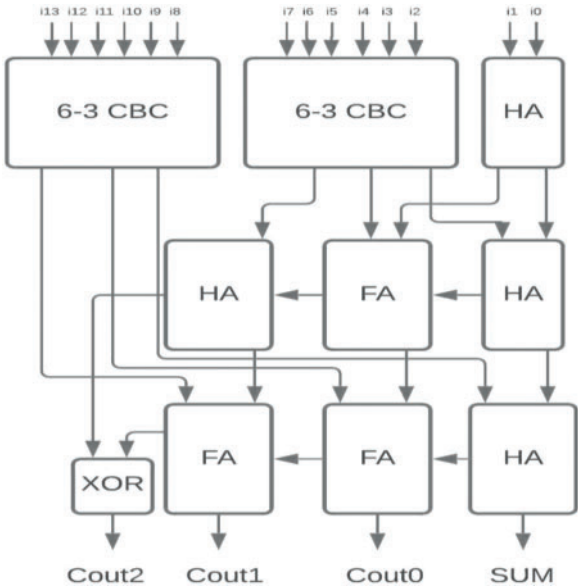 i13 i12 i11 i10 i9 i8 i7 i6 i5 i4 i3 i2 i1 i0
6-3 CBC 6-3 CBC HA
HA FA HA
FA FA HA
XOR
Cout2 Cout1 Cout0 SUM